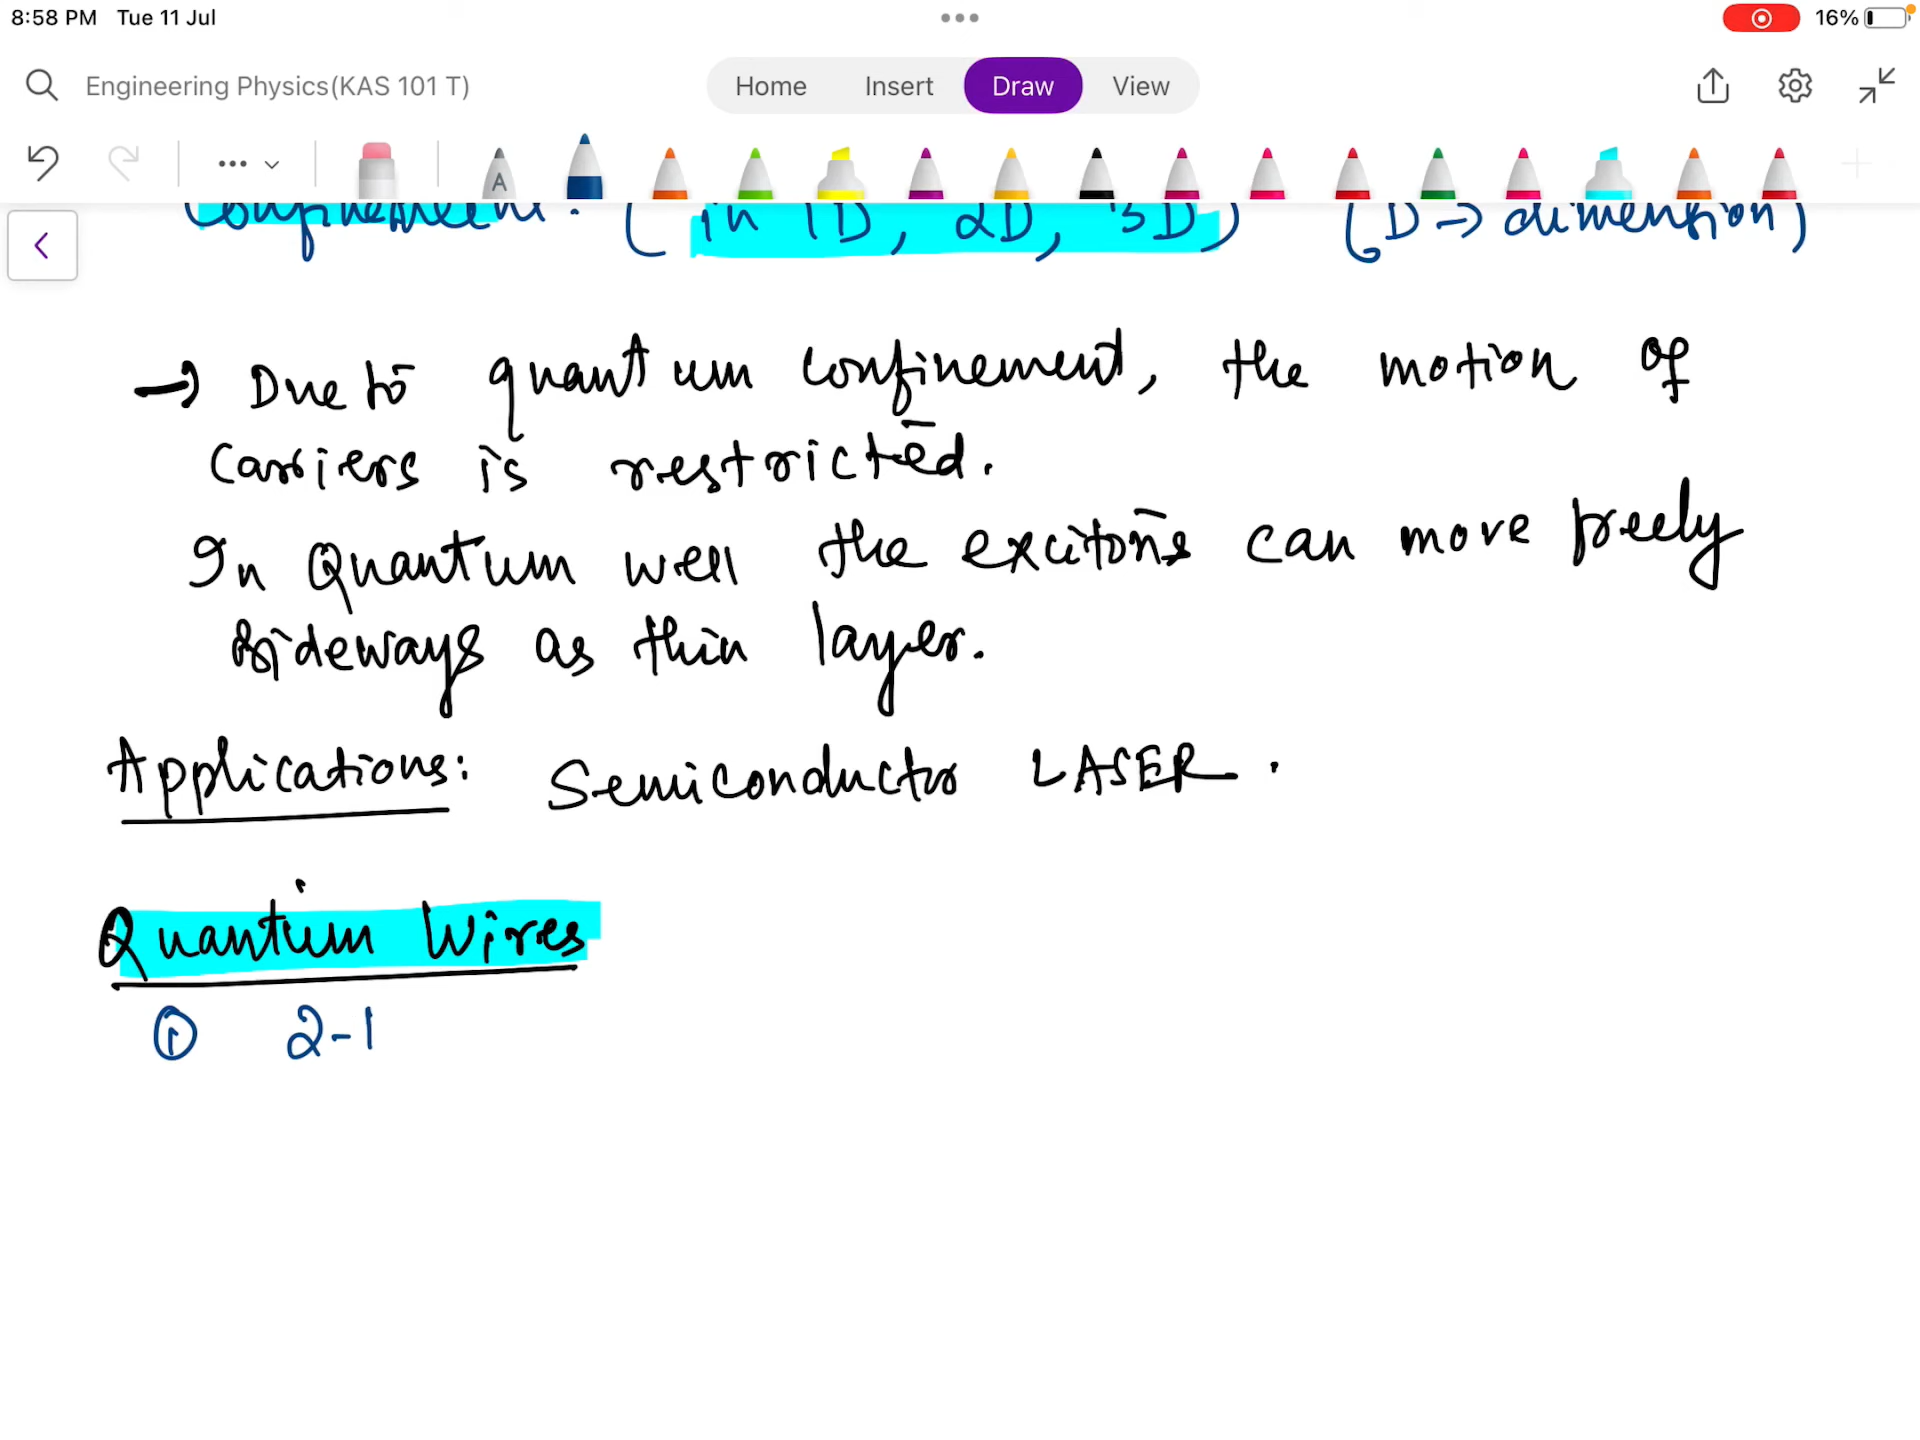 8:58 PM Tue 11 Jul
16%
Engineering Physics(KAS 101 T)
Home Insert Draw View
A
Confinement. (in 1D, 2D, 3D) (D→ dimension)
→ Due to quantum confinement, the motion of
carriers is restricted.
In Quantum well the excitons can move freely
sideways as thin layer.
Applications: Semiconductor LASER.
Quantum Wires
① 2-1